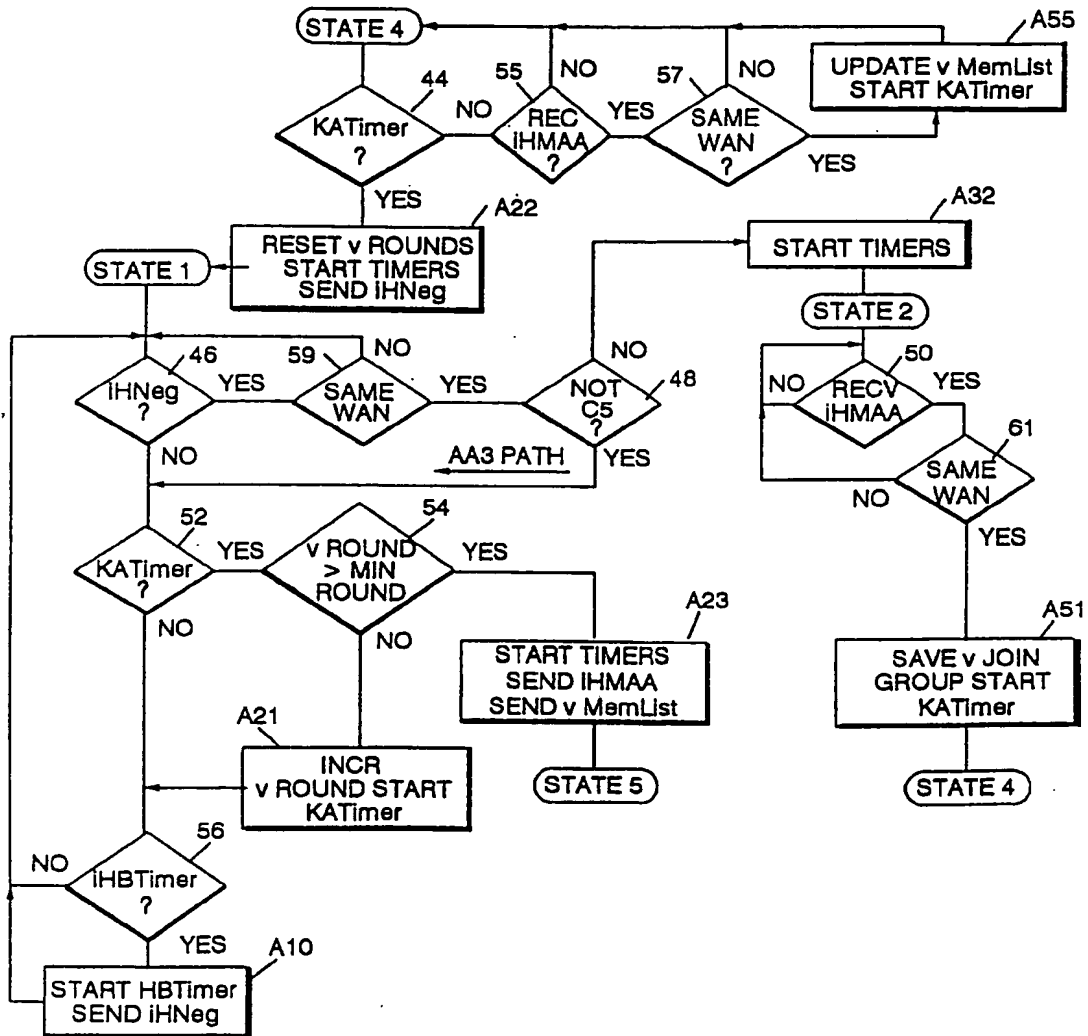 STATE 4
A55
44
NO
55
NO
57
NO
UPDATE v MemList
START KATimer
KATimer
?
REC
iHMAA
?
YES
SAME
WAN
?
YES
YES
A22
A32
RESET v ROUNDS
START TIMERS
SEND iHNeg
START TIMERS
STATE 1
STATE 2
NO
NO
46
59
50
iHNeg
?
YES
SAME
WAN
YES
NOT
C5
?
48
NO
RECV
iHMAA
YES
61
NO
AA3 PATH
YES
NO
SAME
WAN
52
54
YES
KATimer
?
YES
v ROUND
> MIN
ROUND
YES
A23
A51
NO
NO
START TIMERS
SEND iHMAA
SEND v MemList
SAVE v JOIN
GROUP START
KATimer
A21
INCR
v ROUND START
KATimer
STATE 5
STATE 4
56
NO
iHBTimer
?
YES
A10
START HBTimer
SEND iHNeg